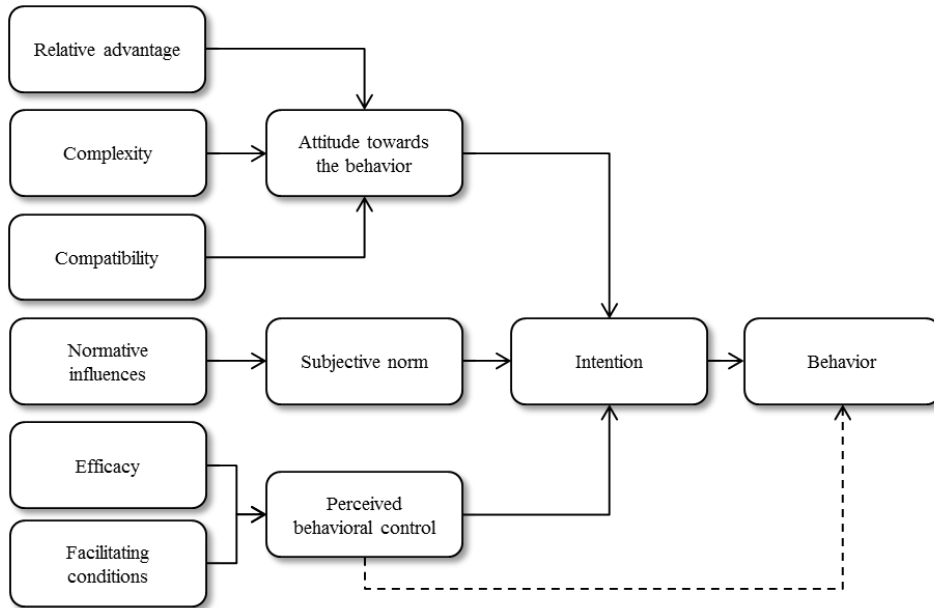 Relative advantage
Complexity
Attitude towards
the behavior
Compatibility
Normative
influences
Subjective norm
Intention
Behavior
Efficacy
Perceived
behavioral control
Facilitating
conditions